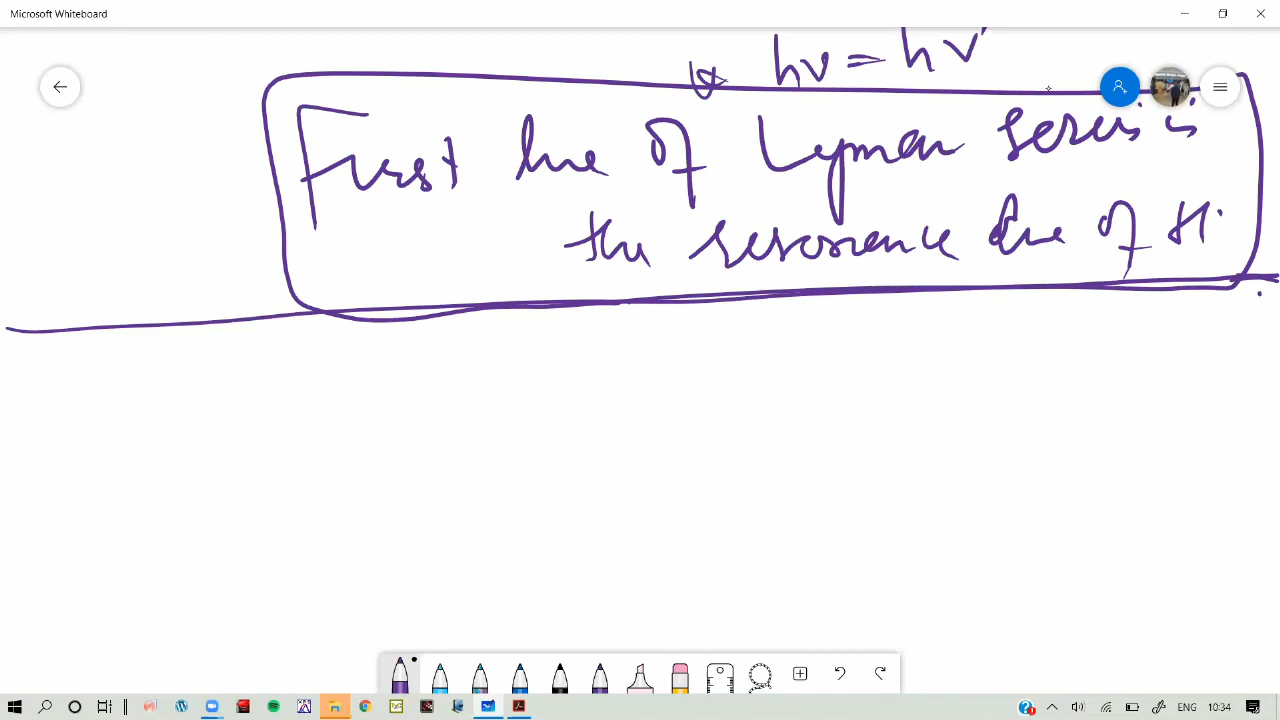 Microsoft Whiteboard
hν = hν'
First line of Lyman series is
the resonance line of H.
ENG
10:34